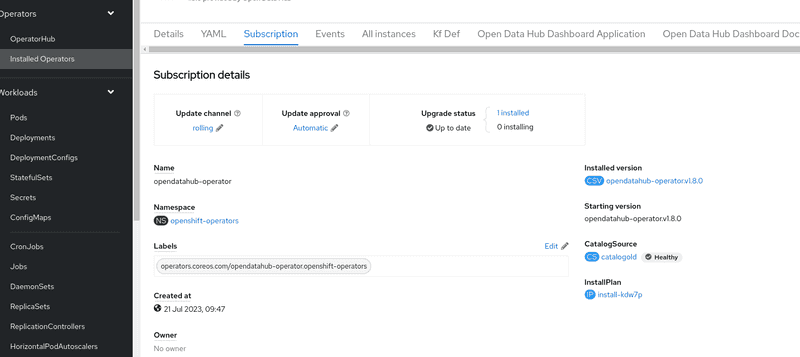 Operators
OperatorHub
Installed Operators
Workloads
Pods
Deployments
DeploymentConfigs
StatefulSets
Secrets
ConfigMaps
CronJobs
Jobs
DaemonSets
ReplicaSets
ReplicationControllers
HorizontalPodAutoscalers
Details YAML Subscription Events All instances Kf Def Open Data Hub Dashboard Application Open Data Hub Dashboard Doc
Subscription details
Update channel
rolling
Update approval
Automatic
Upgrade status
Up to date
1 installed
0 installing
Name
opendatahub-operator
Namespace
NS openshift-operators
Labels
Edit
operators.coreos.com/opendatahub-operator.openshift-operators
Created at
21 Jul 2023, 09:47
Owner
No owner
Installed version
CSV opendatahub-operator.v1.8.0
Starting version
opendatahub-operator.v1.8.0
CatalogSource
CS catalogold Healthy
InstallPlan
IP install-kdw7p